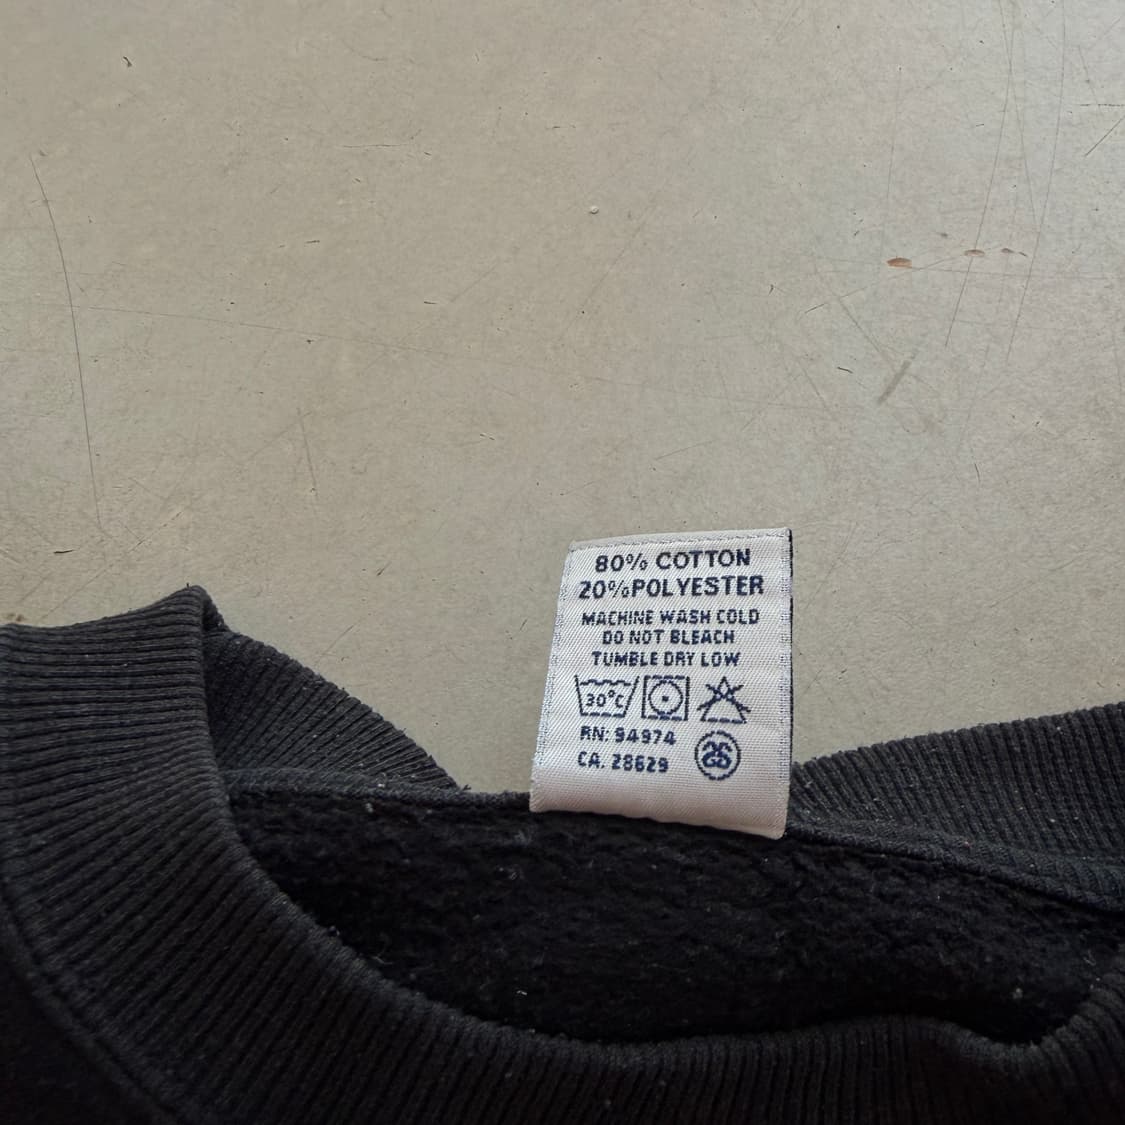 80% COTTON
20%POLYESTER
MACHINE WASH COLD
DO NOT BLEACH
TUMBLE DRY LOW
30°C
RN: 94974
CA. 28629